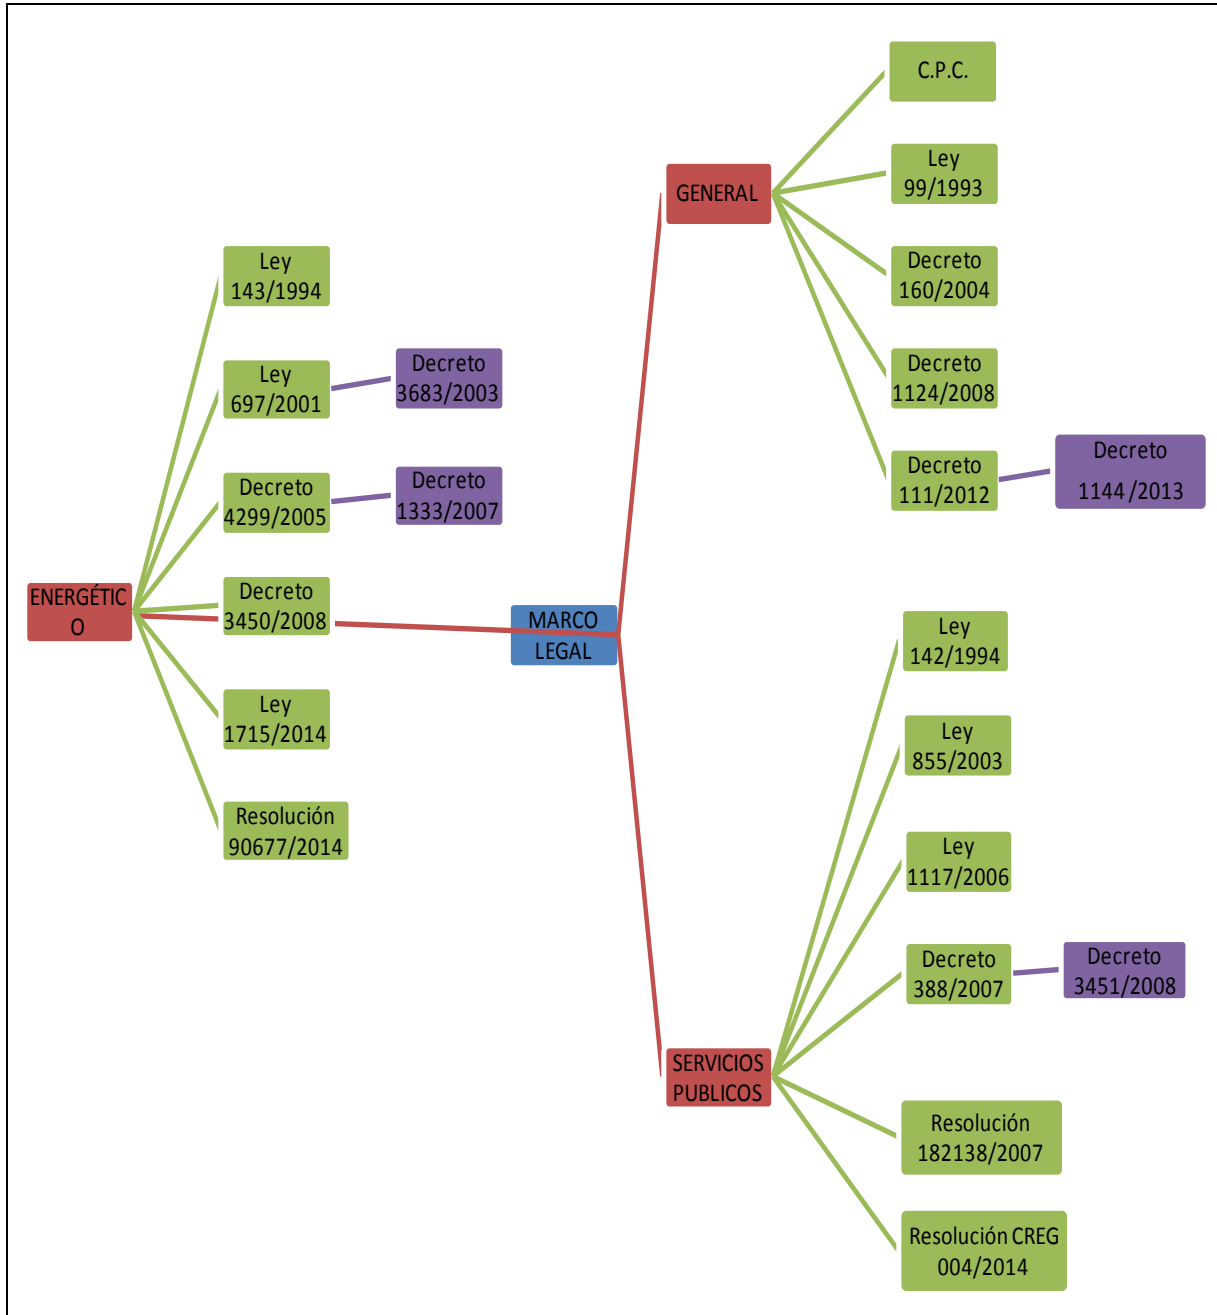 C.P.C.
Ley
99/1993
GENERAL
Decreto
160/2004
Decreto
1124/2008
Decreto
111/2012
Decreto
1144/2013
Ley
143/1994
Ley
697/2001
Decreto
3683/2003
Decreto
4299/2005
Decreto
1333/2007
ENERGÉTIC
O
Decreto
3450/2008
Ley
1715/2014
Resolución
90677/2014
MARCO
LEGAL
Ley
142/1994
Ley
855/2003
Ley
1117/2006
Decreto
388/2007
Decreto
3451/2008
SERVICIOS
PUBLICOS
Resolución
182138/2007
Resolución CREG
004/2014